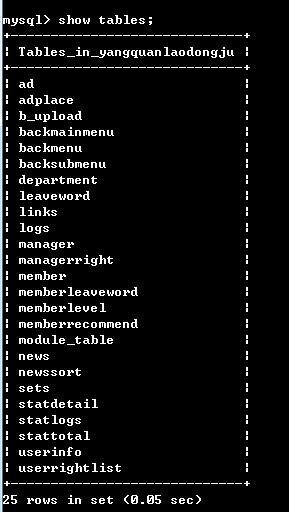 mysql> show tables;
+----------------------------+
| Tables_in_yangquanlaodongju |
+----------------------------+
| ad |
| adplace |
| b_upload |
| backmainmenu |
| backmenu |
| backsubmenu |
| department |
| leaveword |
| links |
| logs |
| manager |
| managerright |
| member |
| memberleaveword |
| memberlevel |
| memberrecommend |
| module_table |
| news |
| newssort |
| sets |
| statdetail |
| statlogs |
| stattotal |
| userinfo |
| userrightlist |
+----------------------------+
25 rows in set (0.05 sec)